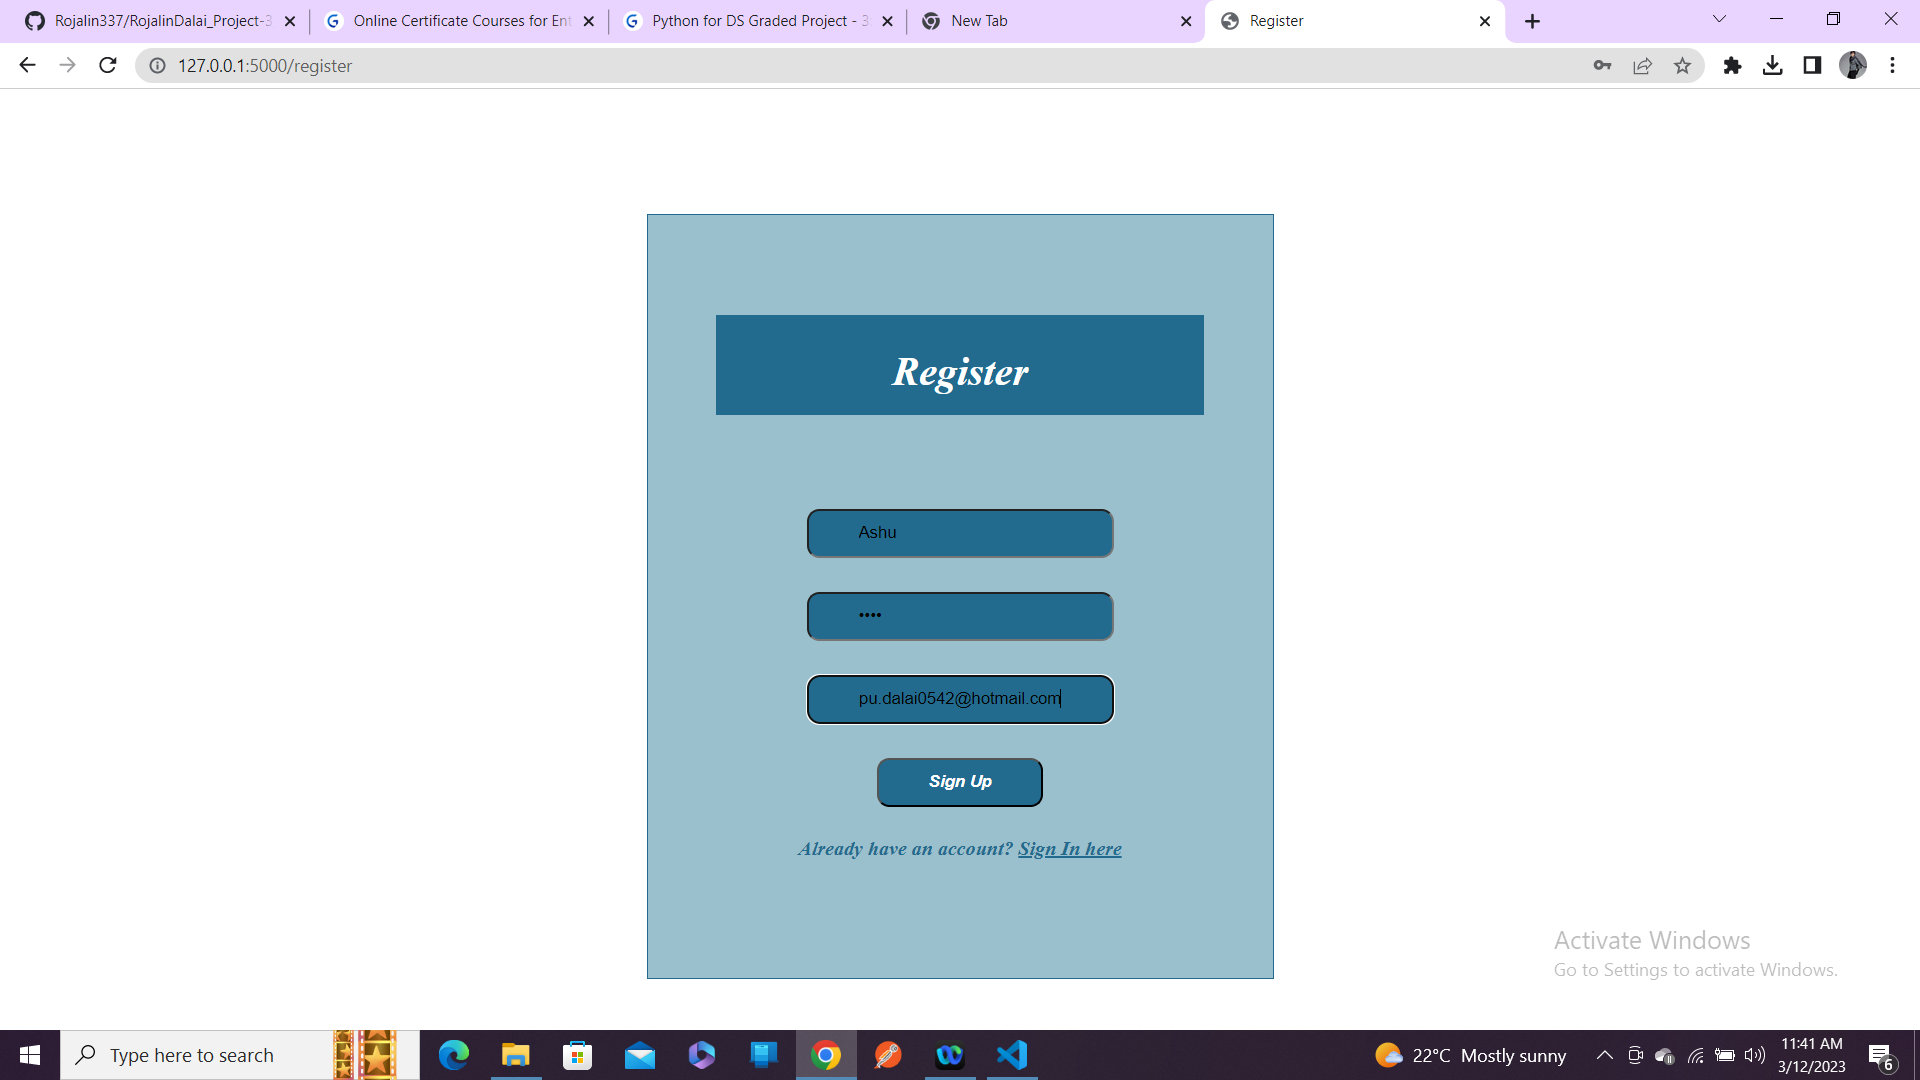 Rojalin337/RojalinDalai_Project-3
Online Certificate Courses for Ent
Python for DS Graded Project - 3
New Tab
Register
127.0.0.1:5000/register
Register
Ashu
••••
pu.dalai0542@hotmail.com
Sign Up
Already have an account? Sign In here
Activate Windows
Go to Settings to activate Windows.
Type here to search
22°C Mostly sunny
11:41 AM
3/12/2023
6